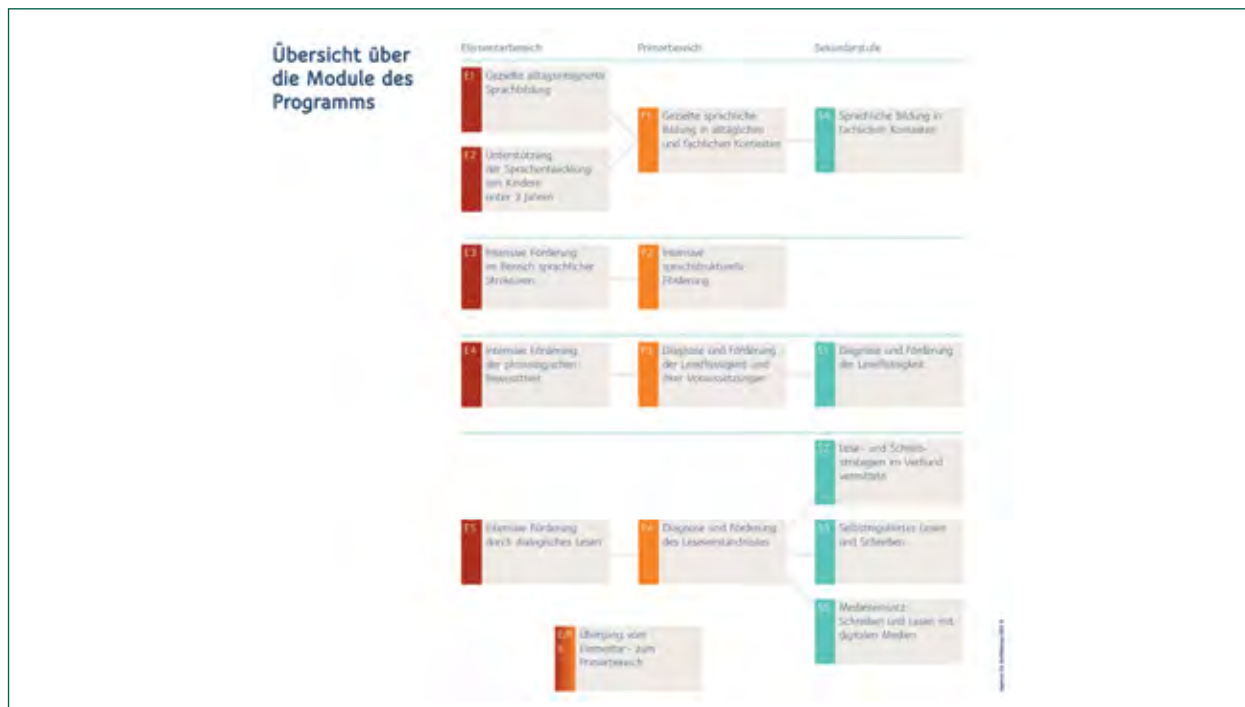 Übersicht über
die Module des
Programms
Elementarbereich
Primarbereich
Sekundarstufe
E1
Gezielte alltagsintegrierte
Sprachbildung
E2
Unterstützung
der Sprachentwicklung
von Kindern
unter 3 Jahren
P1
Gezielte sprachliche
Bildung in alltäglichen
und fachlichen Kontexten
S4
Sprachliche Bildung in
fachlichen Kontexten
E3
Intensive Förderung
im Bereich sprachlicher
Strukturen
P2
Intensive
sprachstrukturelle
Förderung
E4
Intensive Förderung
der phonologischen
Bewusstheit
P3
Diagnose und Förderung
der Leseflüssigkeit und
ihrer Voraussetzungen
S1
Diagnose und Förderung
der Leseflüssigkeit
S2
Lese- und Schreib-
strategien im Verbund
vermitteln
E5
Intensive Förderung
durch dialogisches Lesen
P4
Diagnose und Förderung
des Leseverständnisses
S3
Selbstreguliertes Lesen
und Schreiben
S5
Medieneinsatz:
Schreiben und Lesen mit
digitalen Medien
Übergang vom
Elementar- zum
Primarbereich